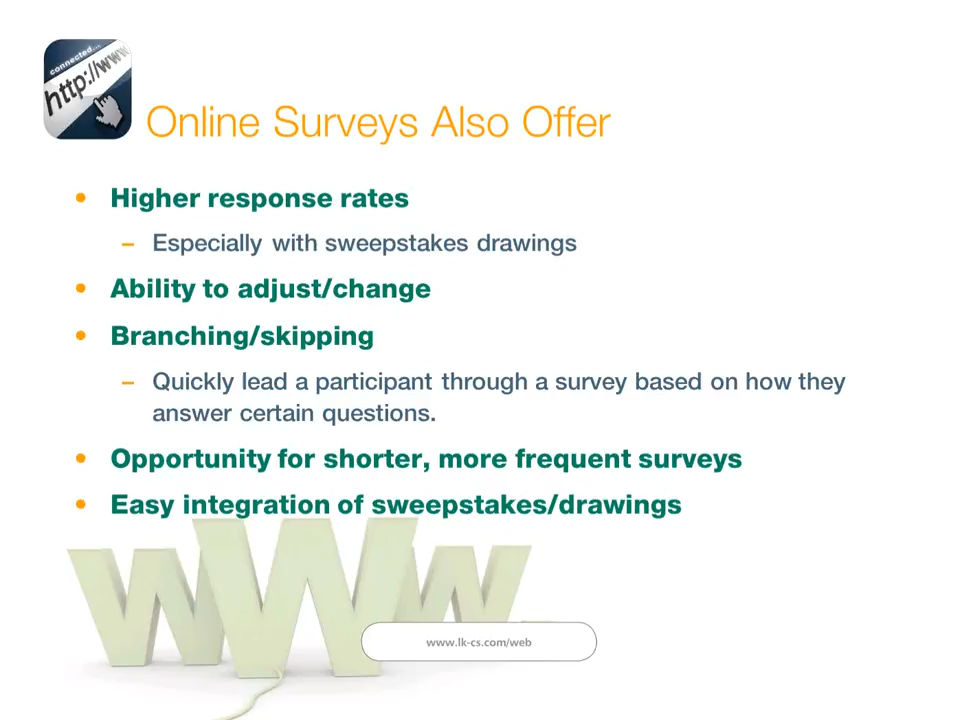 connected...
http://www
Online Surveys Also Offer
• Higher response rates
– Especially with sweepstakes drawings
• Ability to adjust/change
• Branching/skipping
– Quickly lead a participant through a survey based on how they
answer certain questions.
• Opportunity for shorter, more frequent surveys
• Easy integration of sweepstakes/drawings
www
www.lk-cs.com/web